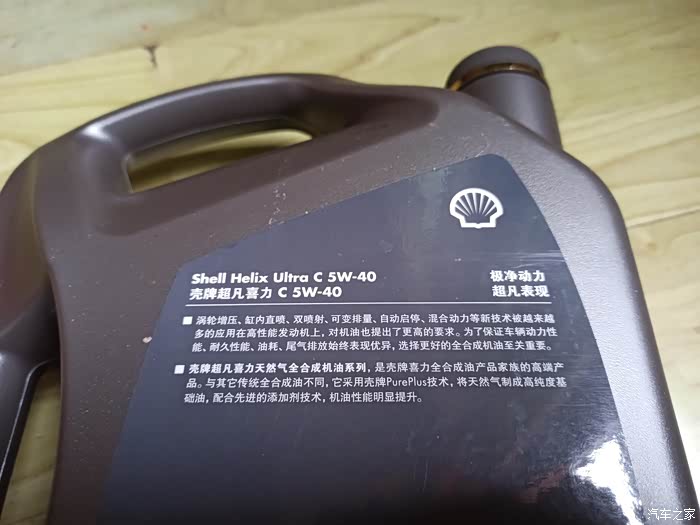 Shell Helix Ultra C 5W-40
壳牌超凡喜力 C 5W-40
极净动力
超凡表现
■ 涡轮增压、缸内直喷、双喷射、可变排量、自动启停、混合动力等新技术被越来越
多的应用在高性能发动机上，对机油也提出了更高的要求。为了保证车辆动力性
能、耐久性能、油耗、尾气排放始终表现优异，选择更好的全合成机油至关重要。
■ 壳牌超凡喜力天然气全合成机油系列，是壳牌喜力全合成油产品家族的高端产
品。与其它传统全合成油不同，它采用壳牌PurePlus技术，将天然气制成高纯度基
础油，配合先进的添加剂技术，机油性能明显提升。
汽车之家